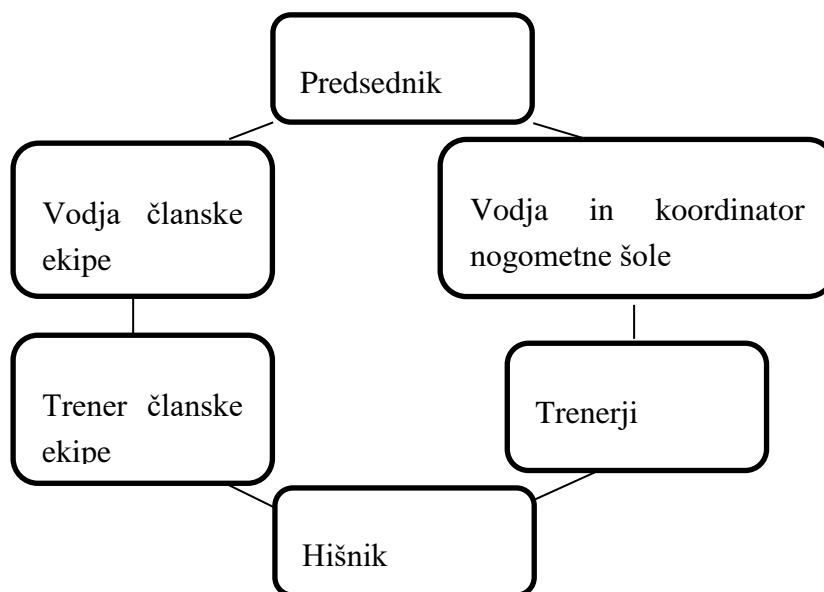 Predsednik
Vodja članske
ekipe
Vodja in koordinator
nogometne šole
Trener članske
ekipe
Trenerji
Hišnik